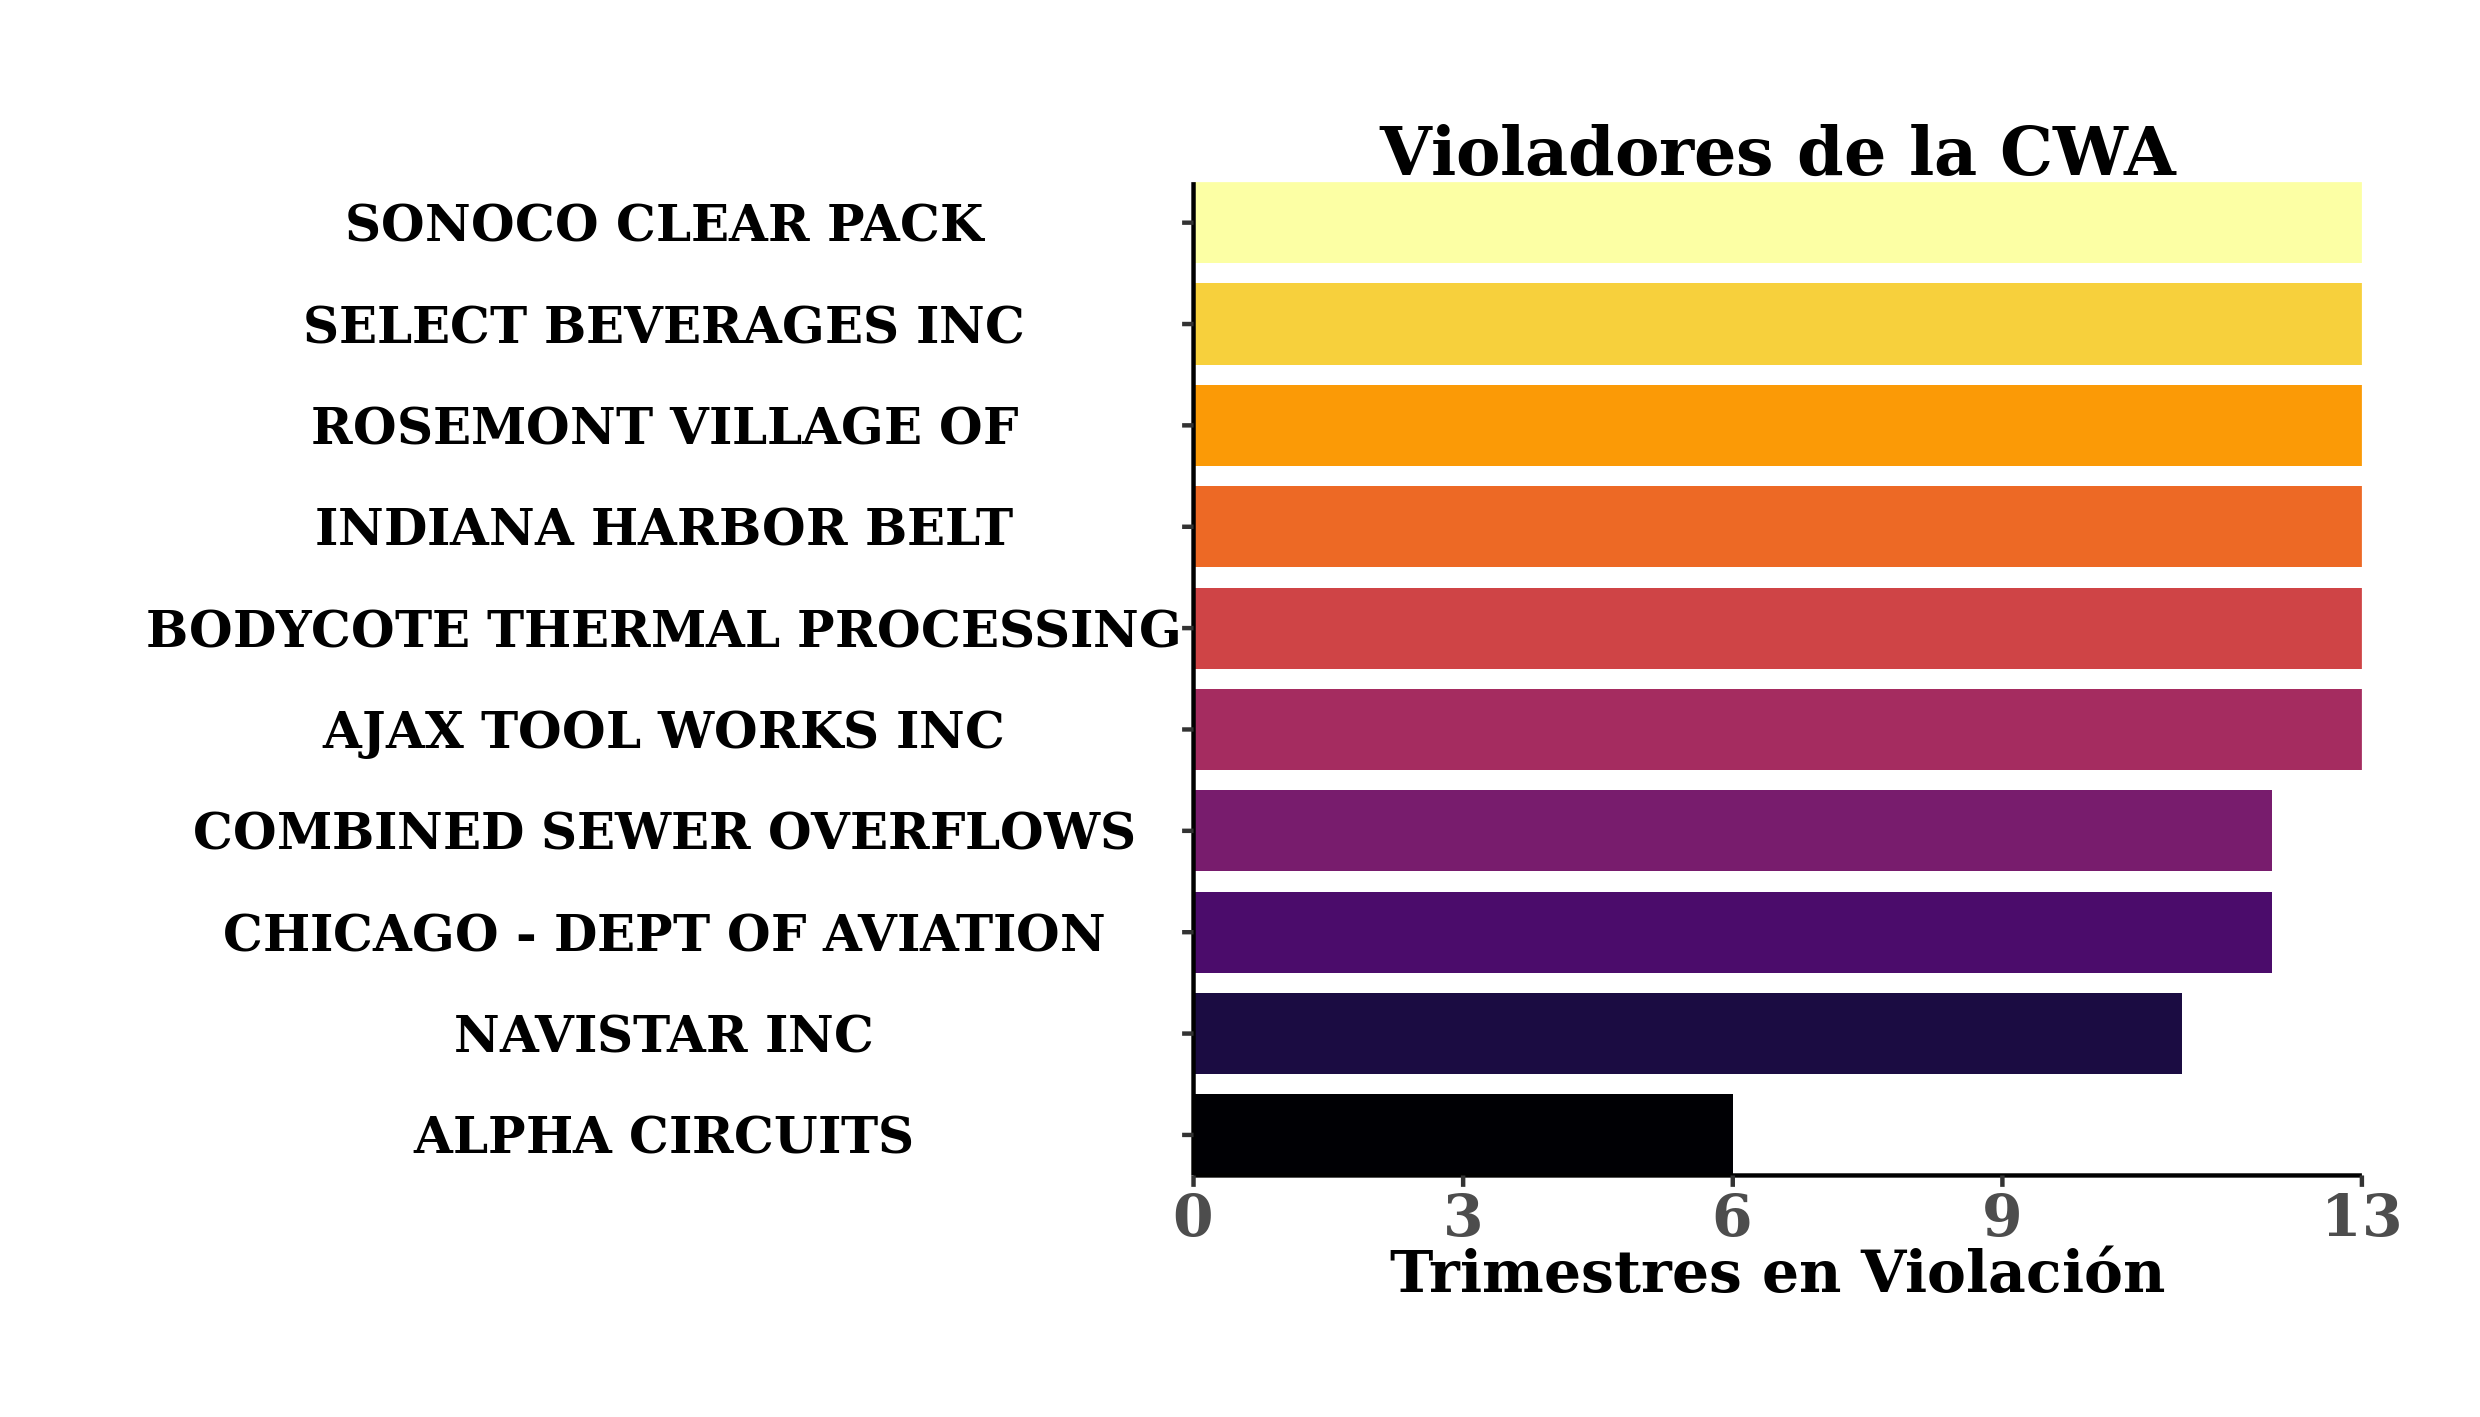 Violadores de la CWA
SONOCO CLEAR PACK
SELECT BEVERAGES INC
ROSEMONT VILLAGE OF
INDIANA HARBOR BELT
BODYCOTE THERMAL PROCESSING
AJAX TOOL WORKS INC
COMBINED SEWER OVERFLOWS
CHICAGO - DEPT OF AVIATION
NAVISTAR INC
ALPHA CIRCUITS
0 3 6 9 13
Trimestres en Violación